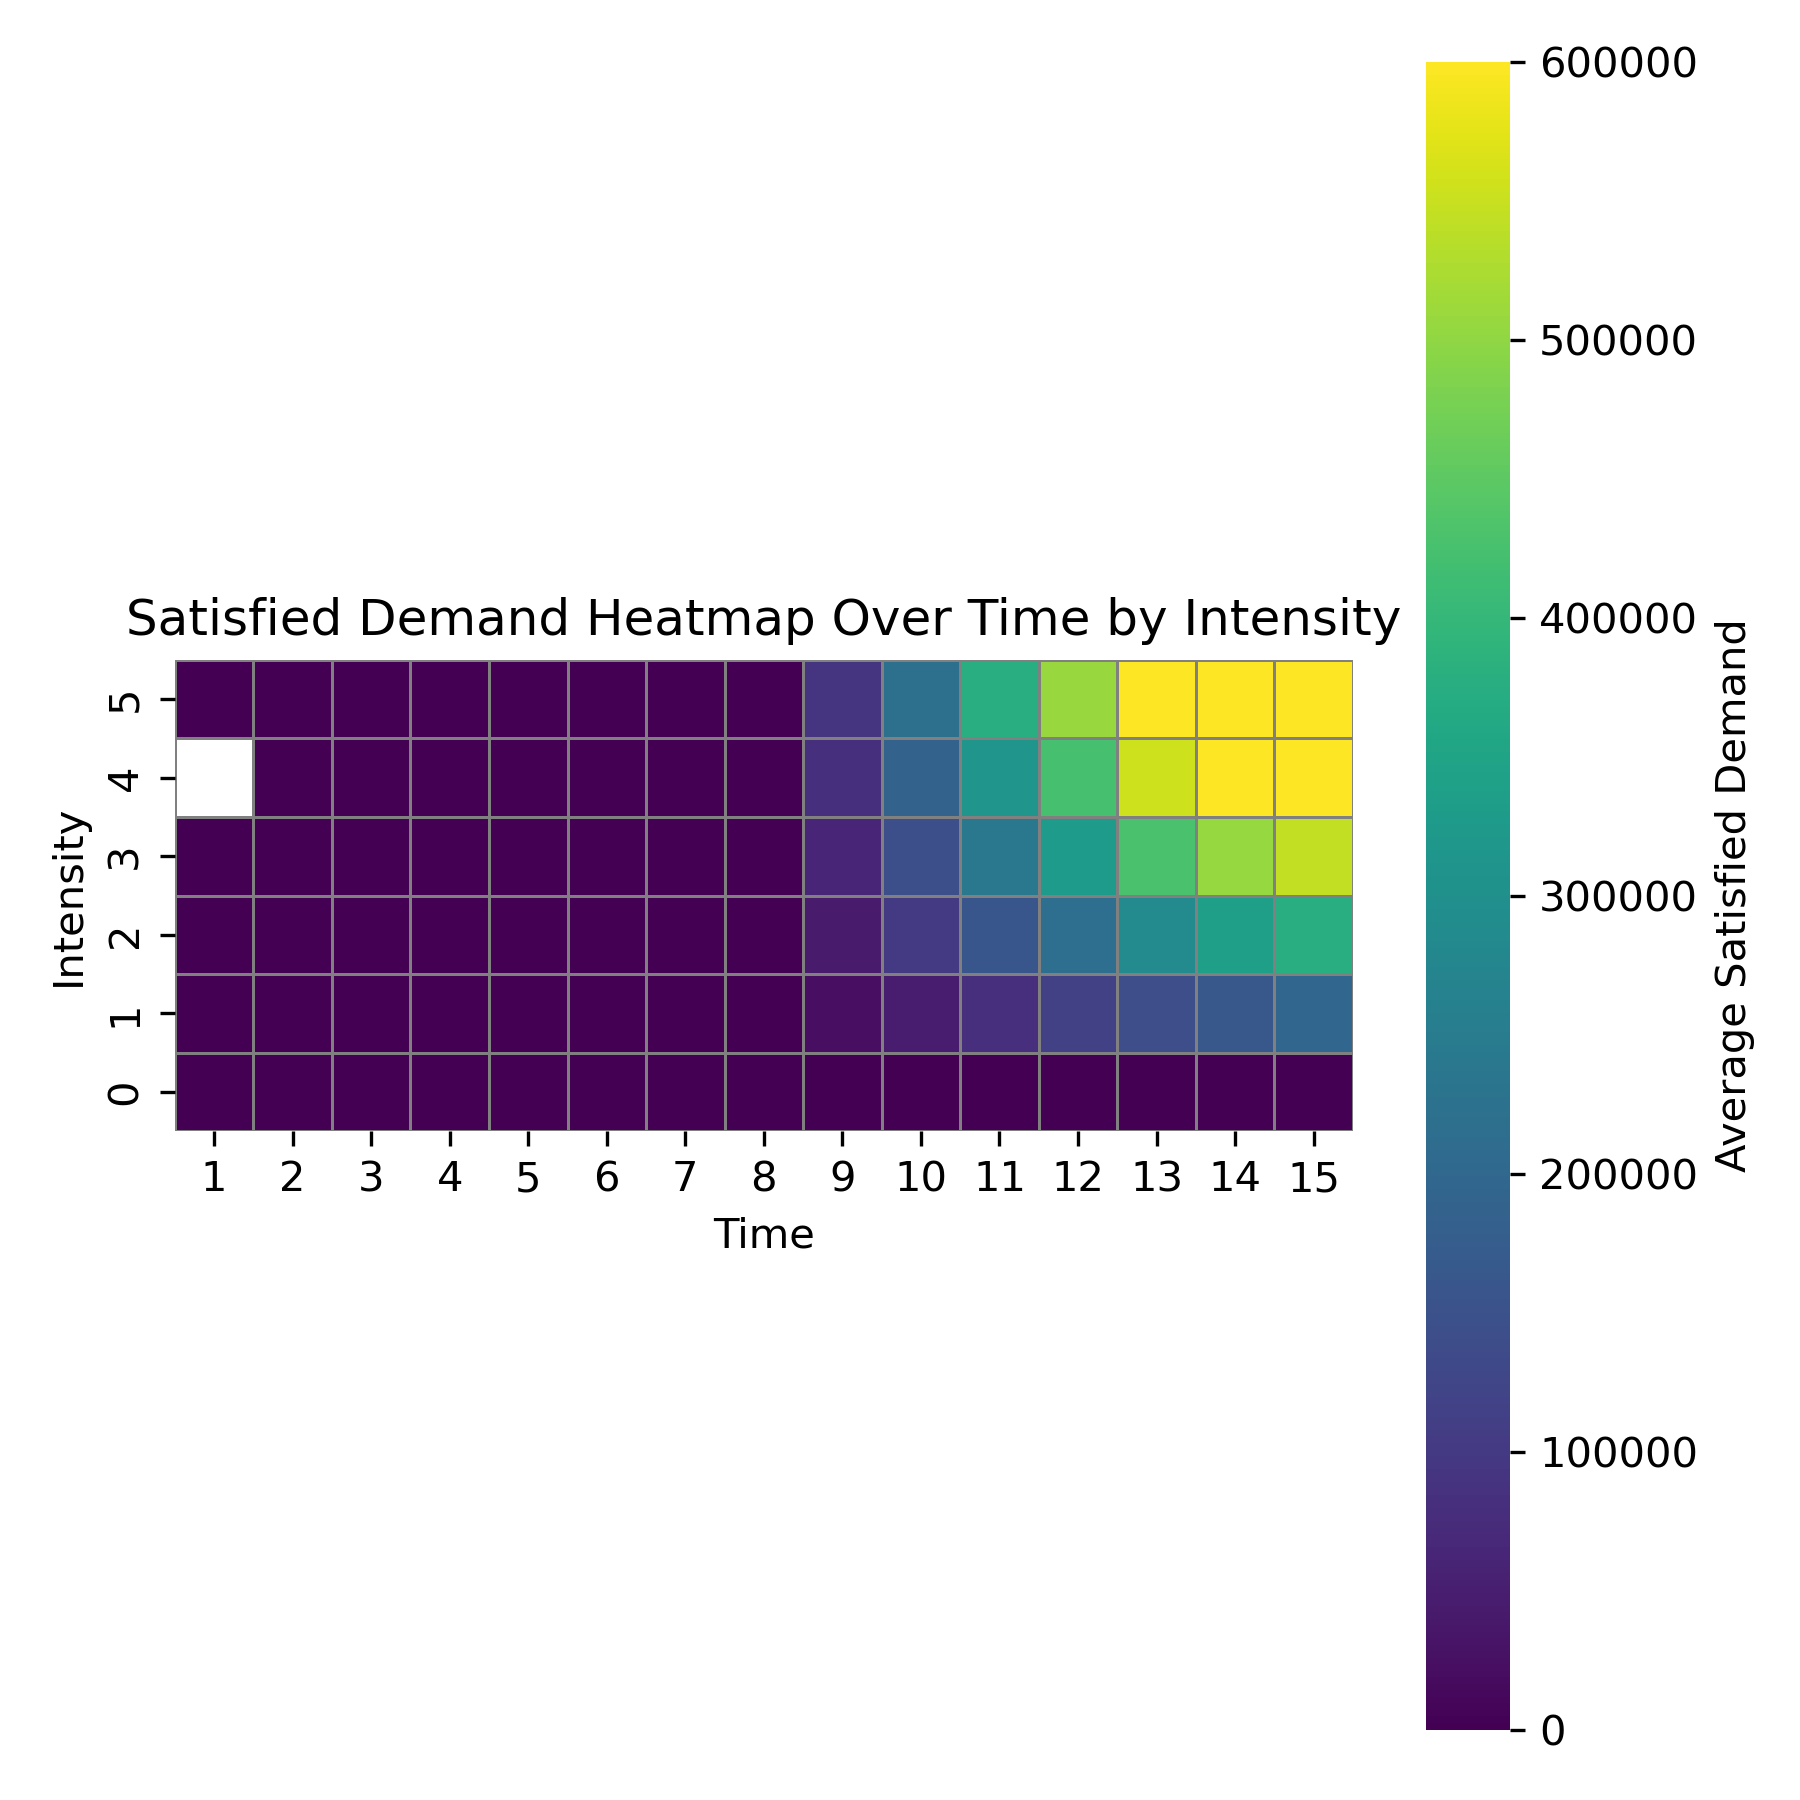 Satisfied Demand Heatmap Over Time by Intensity
Intensity
5
4
3
2
1
0
1 2 3 4 5 6 7 8 9 10 11 12 13 14 15
Time
600000
500000
400000
300000
200000
100000
0
Average Satisfied Demand